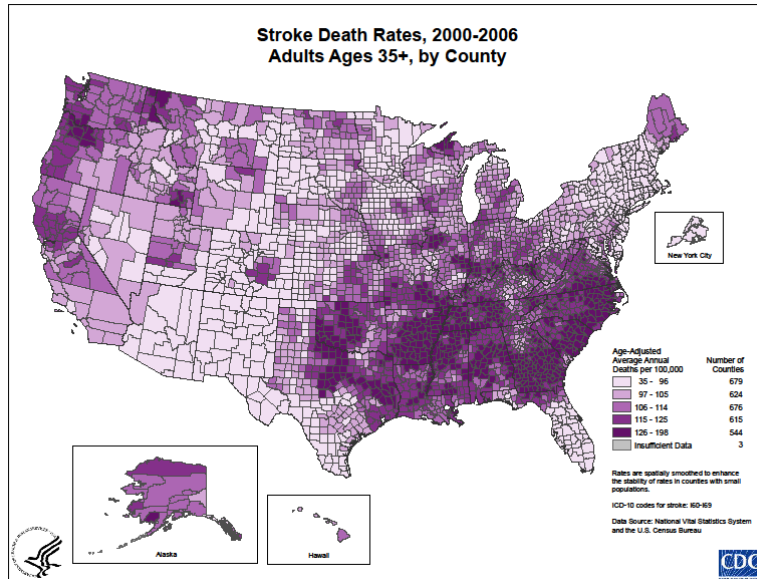 Stroke Death Rates, 2000-2006
Adults Ages 35+, by County
New York City
Age-Adjusted
Average Annual
Deaths per 100,000
Number of
Counties
35 - 96 679
97 - 105 624
106 - 114 676
115 - 125 615
126 - 198 544
Insufficient Data 3
Rates are spatially smoothed to enhance
the stability of rates in counties with small
populations.
ICD-10 codes for stroke: I60-I69
Data Source: National Vital Statistics System
and the U.S. Census Bureau
Alaska
Hawaii
CDC